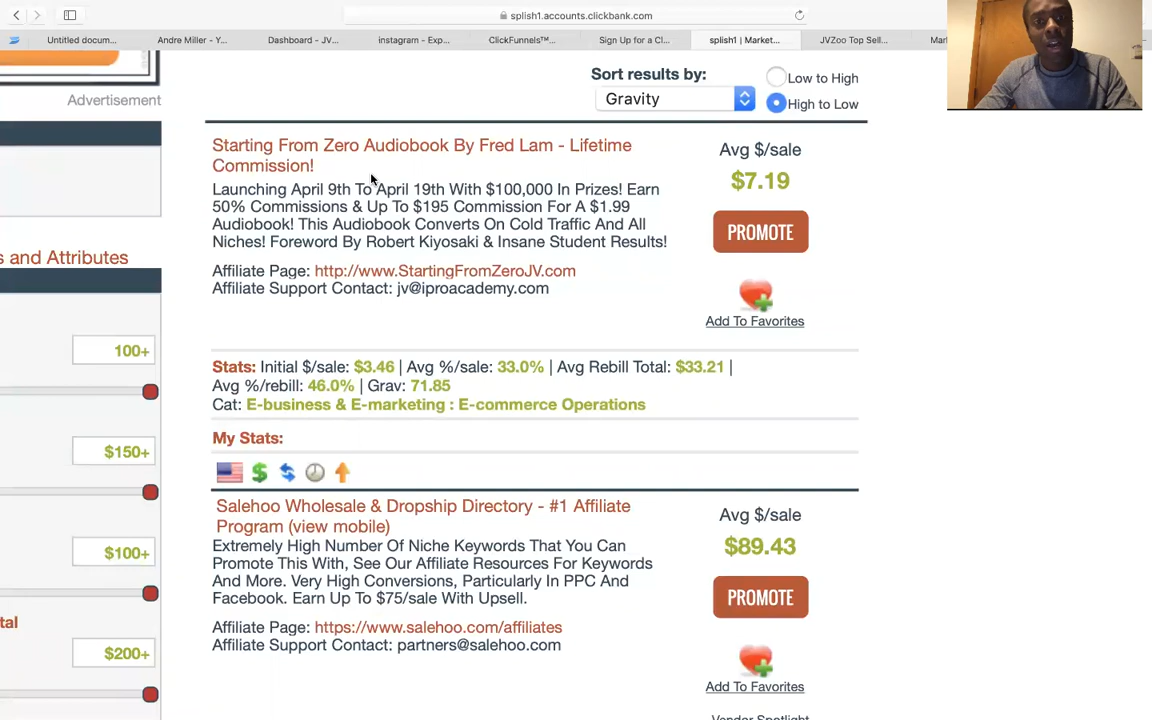 splish1.accounts.clickbank.com
Untitled docum...
Andre Miller - Y...
Dashboard - JV...
instagram - Exp...
ClickFunnels™...
Sign Up for a Cl...
splish1 | Market...
JVZoo Top Sell...
Mar
Advertisement
Sort results by:
Low to High
Gravity
High to Low
Starting From Zero Audiobook By Fred Lam - Lifetime
Commission!
Avg $/sale
$7.19
Launching April 9th To April 19th With $100,000 In Prizes! Earn
50% Commissions & Up To $195 Commission For A $1.99
Audiobook! This Audiobook Converts On Cold Traffic And All
Niches! Foreword By Robert Kiyosaki & Insane Student Results!
PROMOTE
Affiliate Page: http://www.StartingFromZeroJV.com
Affiliate Support Contact: jv@iproacademy.com
Add To Favorites
s and Attributes
100+
$150+
$100+
tal
$200+
Stats: Initial $/sale: $3.46 | Avg %/sale: 33.0% | Avg Rebill Total: $33.21 |
Avg %/rebill: 46.0% | Grav: 71.85
Cat: E-business & E-marketing : E-commerce Operations
My Stats:
Salehoo Wholesale & Dropship Directory - #1 Affiliate
Program (view mobile)
Avg $/sale
$89.43
Extremely High Number Of Niche Keywords That You Can
Promote This With, See Our Affiliate Resources For Keywords
And More. Very High Conversions, Particularly In PPC And
Facebook. Earn Up To $75/sale With Upsell.
PROMOTE
Affiliate Page: https://www.salehoo.com/affiliates
Affiliate Support Contact: partners@salehoo.com
Add To Favorites
Vendor Spotlight